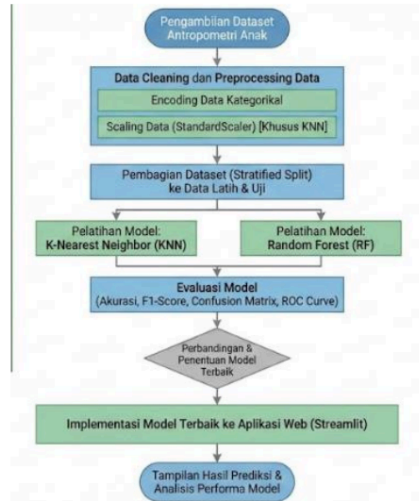 Pengambilan Dataset
Antropometri Anak
Data Cleaning dan Preprocessing Data
Encoding Data Kategorikal
Scaling Data (StandardScaler) [Khusus KNN]
Pembagian Dataset (Stratified Split)
ke Data Latih & Uji
Pelatihan Model:
K-Nearest Neighbor (KNN)
Pelatihan Model:
Random Forest (RF)
Evaluasi Model
(Akurasi, F1-Score, Confusion Matrix, ROC Curve)
Perbandingan &
Penentuan Model
Terbaik
Implementasi Model Terbaik ke Aplikasi Web (Streamlit)
Tampilan Hasil Prediksi &
Analisis Performa Model